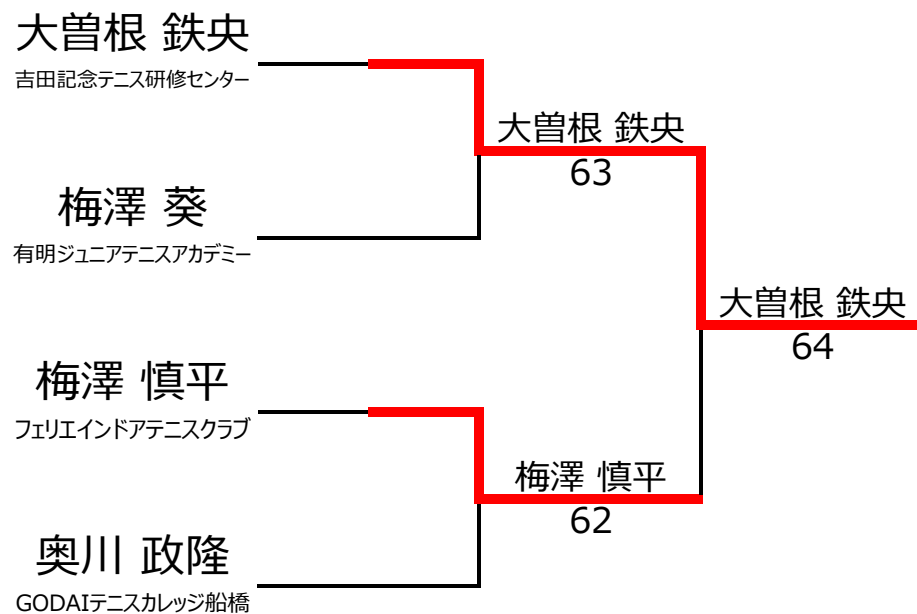 大曽根 鉄央
吉田記念テニス研修センター
大曽根 鉄央
63
梅澤 葵
有明ジュニアテニスアカデミー
大曽根 鉄央
64
梅澤 慎平
フェリエインドアテニスクラブ
梅澤 慎平
62
奥川 政隆
GODAIテニスカレッジ船橋